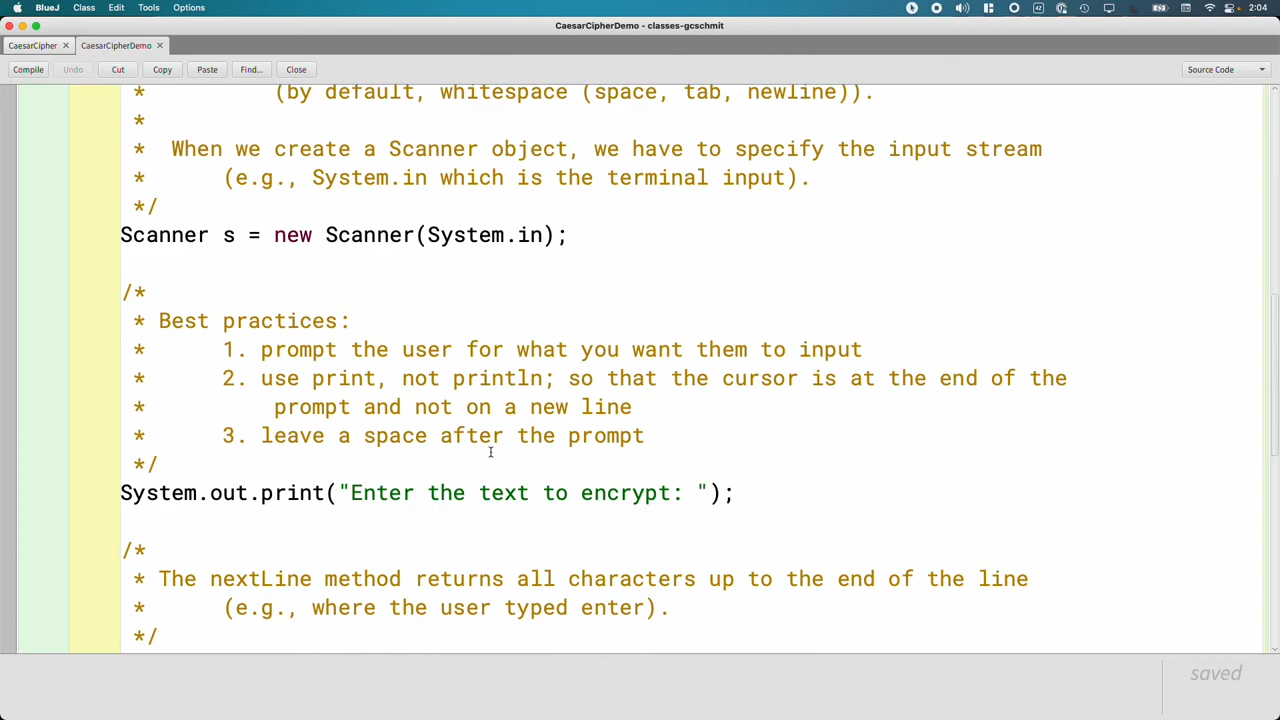 BlueJ Class Edit Tools Options 2:04
CaesarCipherDemo - classes-gcschmit
CaesarCipher CaesarCipherDemo
Compile Undo Cut Copy Paste Find... Close Source Code
* (by default, whitespace (space, tab, newline)).
*
* When we create a Scanner object, we have to specify the input stream
* (e.g., System.in which is the terminal input).
*/
Scanner s = new Scanner(System.in);
/*
* Best practices:
* 1. prompt the user for what you want them to input
* 2. use print, not println; so that the cursor is at the end of the
* prompt and not on a new line
* 3. leave a space after the prompt
*/
System.out.print("Enter the text to encrypt: ");
/*
* The nextLine method returns all characters up to the end of the line
* (e.g., where the user typed enter).
*/
saved